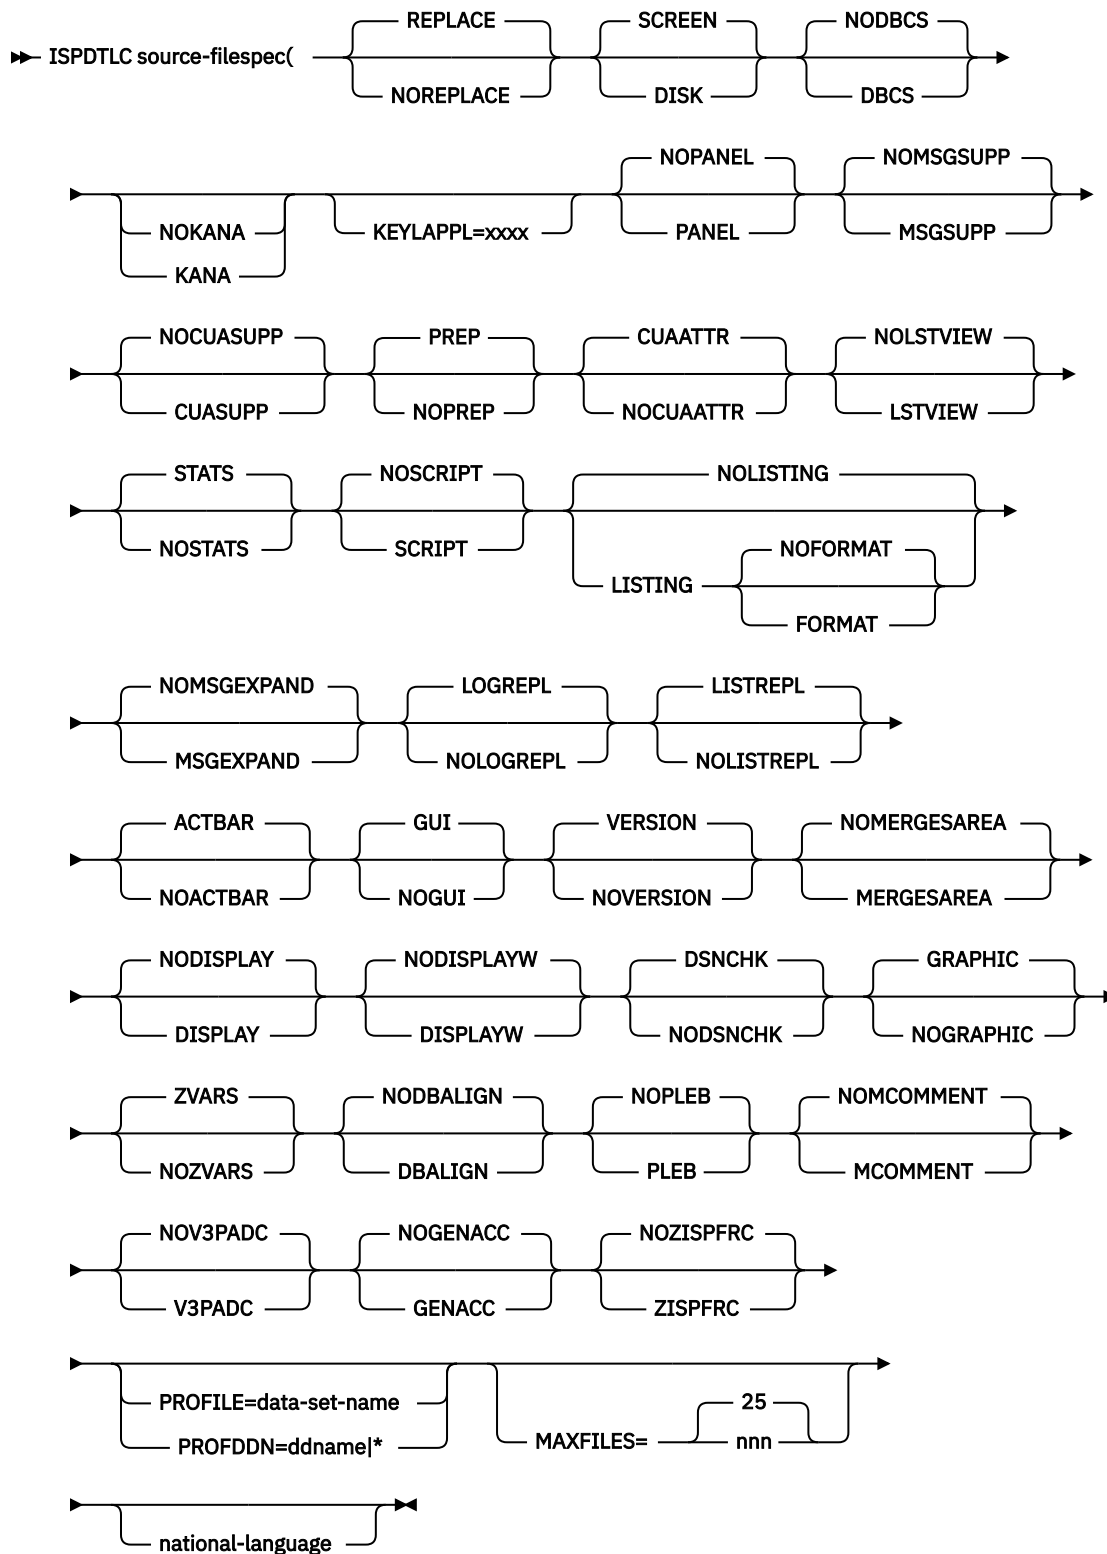 REPLACE SCREEN NODBCS
ISPDTLC source-filespec(
NOREPLACE DISK DBCS
NOPANEL NOMSGSUPP
NOKANA KEYLAPPL=xxxx PANEL MSGSUPP
KANA
NOCUASUPP PREP CUAATTR NOLSTVIEW
CUASUPP NOPREP NOCUAATTR LSTVIEW
STATS NOSCRIPT NOLISTING
NOSTATS SCRIPT NOFORMAT
LISTING
FORMAT
NOMSGEXPAND LOGREPL LISTREPL
MSGEXPAND NOLOGREPL NOLISTREPL
ACTBAR GUI VERSION NOMERGESAREA
NOACTBAR NOGUI NOVERSION MERGESAREA
NODISPLAY NODISPLAYW DSNCHK GRAPHIC
DISPLAY DISPLAYW NODSNCHK NOGRAPHIC
ZVARS NODBALIGN NOPLEB NOMCOMMENT
NOZVARS DBALIGN PLEB MCOMMENT
NOV3PADC NOGENACC NOZISPFRC
V3PADC GENACC ZISPFRC
PROFILE=data-set-name 25
PROFDDN=ddname|* MAXFILES= nnn
national-language